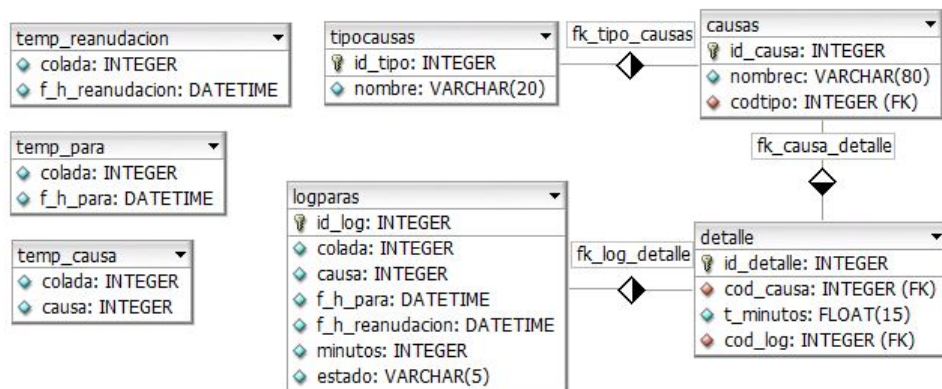 temp_reanudacion
colada: INTEGER
f_h_reanudacion: DATETIME
temp_para
colada: INTEGER
f_h_para: DATETIME
temp_causa
colada: INTEGER
causa: INTEGER
tipocausas
id_tipo: INTEGER
nombre: VARCHAR(20)
fk_tipo_causas
causas
id_causa: INTEGER
nombrec: VARCHAR(80)
codtipo: INTEGER (FK)
fk_causa_detalle
logparas
id_log: INTEGER
colada: INTEGER
causa: INTEGER
f_h_para: DATETIME
f_h_reanudacion: DATETIME
minutos: INTEGER
estado: VARCHAR(5)
fk_log_detalle
detalle
id_detalle: INTEGER
cod_causa: INTEGER (FK)
t_minutos: FLOAT(15)
cod_log: INTEGER (FK)